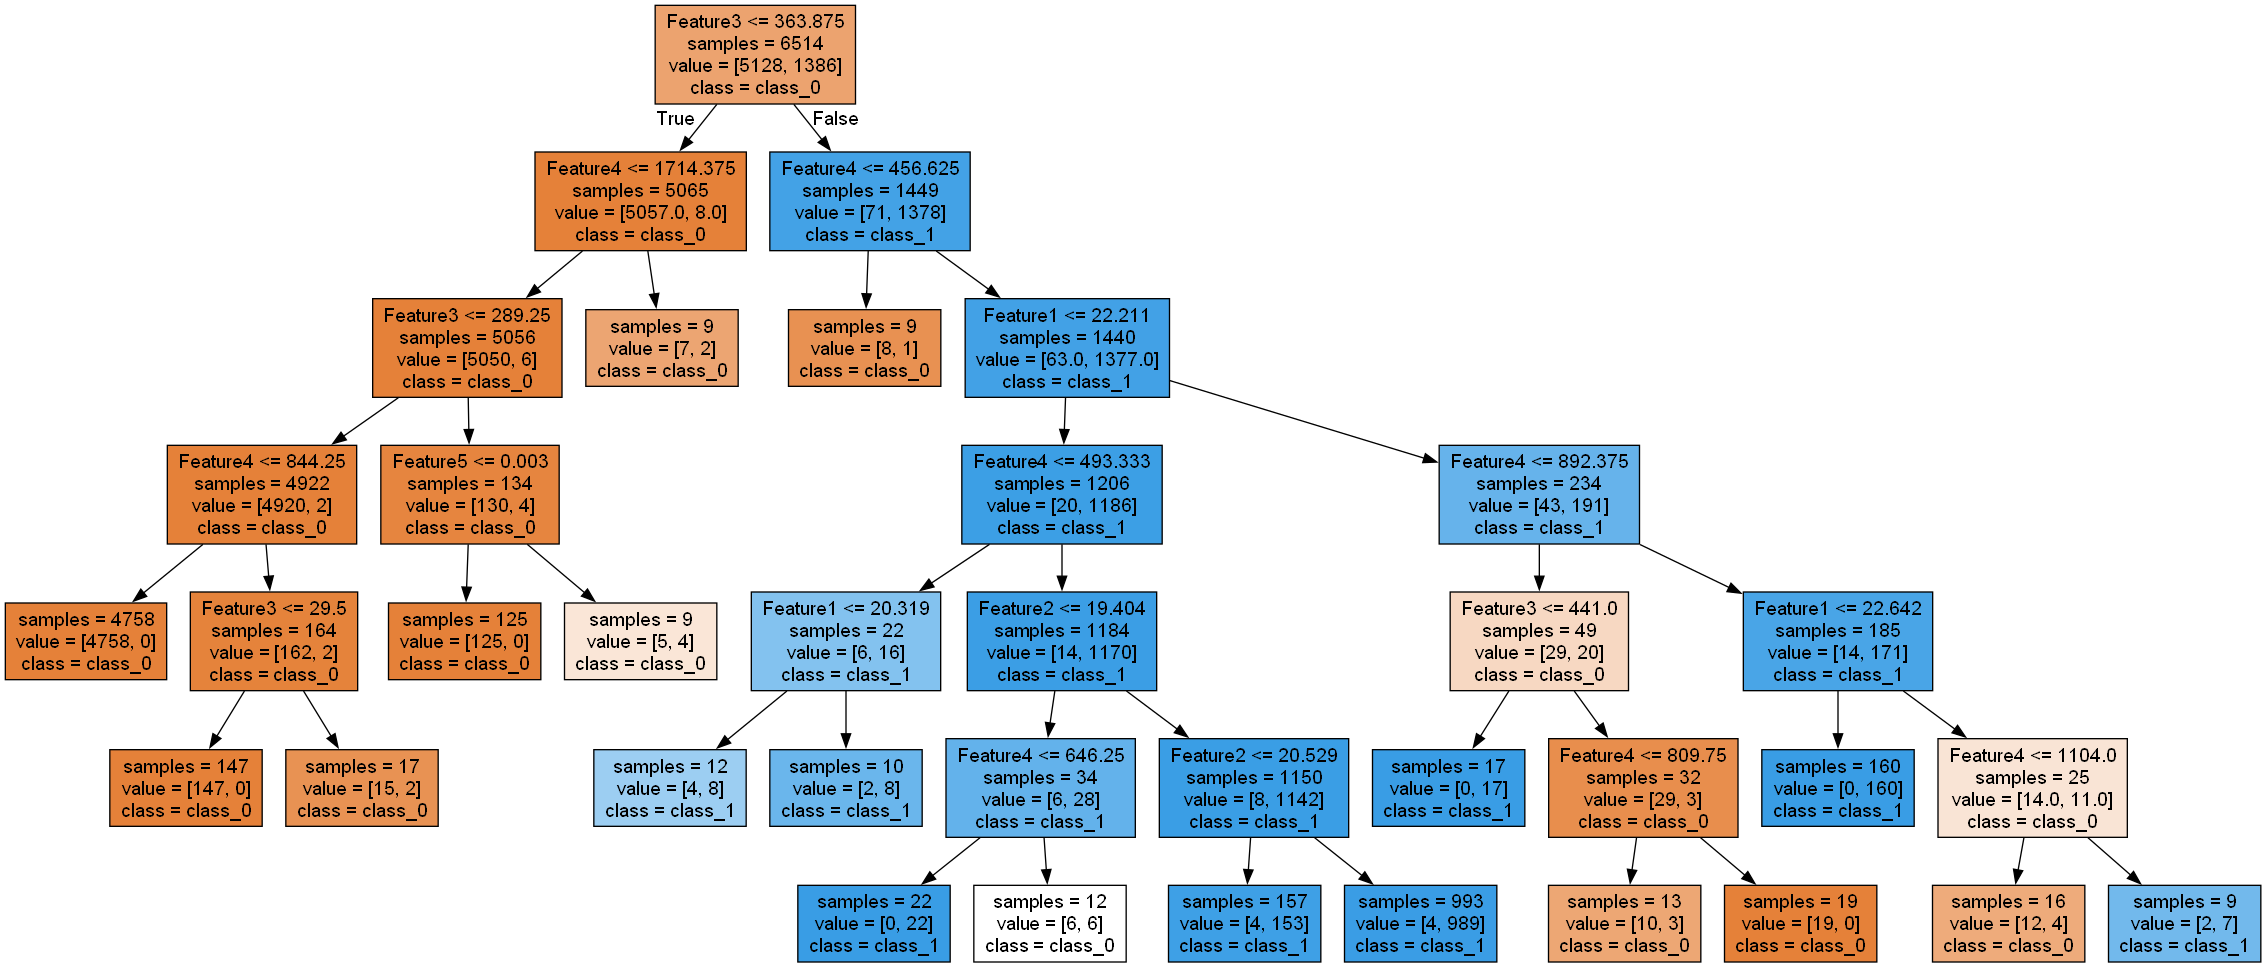 Feature3 <= 363.875
samples = 6514
value = [5128, 1386]
class = class_0
True
False
Feature4 <= 1714.375
samples = 5065
value = [5057.0, 8.0]
class = class_0
Feature4 <= 456.625
samples = 1449
value = [71, 1378]
class = class_1
Feature3 <= 289.25
samples = 5056
value = [5050, 6]
class = class_0
samples = 9
value = [7, 2]
class = class_0
samples = 9
value = [8, 1]
class = class_0
Feature1 <= 22.211
samples = 1440
value = [63.0, 1377.0]
class = class_1
Feature4 <= 844.25
samples = 4922
value = [4920, 2]
class = class_0
Feature5 <= 0.003
samples = 134
value = [130, 4]
class = class_0
Feature4 <= 493.333
samples = 1206
value = [20, 1186]
class = class_1
Feature4 <= 892.375
samples = 234
value = [43, 191]
class = class_1
samples = 4758
value = [4758, 0]
class = class_0
Feature3 <= 29.5
samples = 164
value = [162, 2]
class = class_0
samples = 125
value = [125, 0]
class = class_0
samples = 9
value = [5, 4]
class = class_0
Feature1 <= 20.319
samples = 22
value = [6, 16]
class = class_1
Feature2 <= 19.404
samples = 1184
value = [14, 1170]
class = class_1
Feature3 <= 441.0
samples = 49
value = [29, 20]
class = class_0
Feature1 <= 22.642
samples = 185
value = [14, 171]
class = class_1
samples = 147
value = [147, 0]
class = class_0
samples = 17
value = [15, 2]
class = class_0
samples = 12
value = [4, 8]
class = class_1
samples = 10
value = [2, 8]
class = class_1
Feature4 <= 646.25
samples = 34
value = [6, 28]
class = class_1
Feature2 <= 20.529
samples = 1150
value = [8, 1142]
class = class_1
samples = 17
value = [0, 17]
class = class_1
Feature4 <= 809.75
samples = 32
value = [29, 3]
class = class_0
samples = 160
value = [0, 160]
class = class_1
Feature4 <= 1104.0
samples = 25
value = [14.0, 11.0]
class = class_0
samples = 22
value = [0, 22]
class = class_1
samples = 12
value = [6, 6]
class = class_0
samples = 157
value = [4, 153]
class = class_1
samples = 993
value = [4, 989]
class = class_1
samples = 13
value = [10, 3]
class = class_0
samples = 19
value = [19, 0]
class = class_0
samples = 16
value = [12, 4]
class = class_0
samples = 9
value = [2, 7]
class = class_1